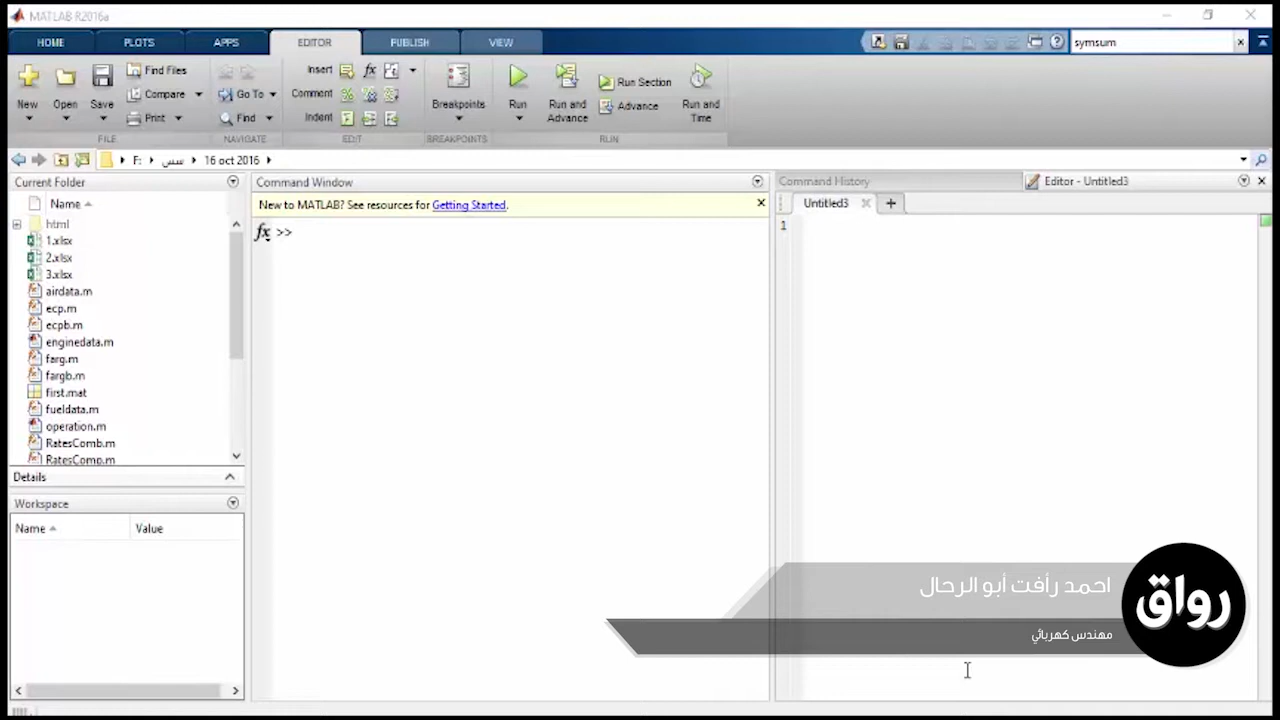 MATLAB R2016a
HOME PLOTS APPS EDITOR PUBLISH VIEW symsum
New Open Save Find Files Compare Print
Go To Find
Insert fx
Comment
Indent
Breakpoints Run Run and Advance Run Section Advance Run and Time
FILE NAVIGATE EDIT BREAKPOINTS RUN
F: سس 16 oct 2016
Current Folder
Name
html
1.xlsx
2.xlsx
3.xlsx
airdata.m
ecp.m
ecpb.m
enginedata.m
farg.m
fargb.m
first.mat
fueldata.m
operation.m
RatesComb.m
RatesComp.m
Details
Workspace
Name Value
Command Window
New to MATLAB? See resources for Getting Started.
fx >>
Command History Editor - Untitled3
Untitled3
1
احمد رأفت أبو الرحال
مهندس كهربائي
رواق